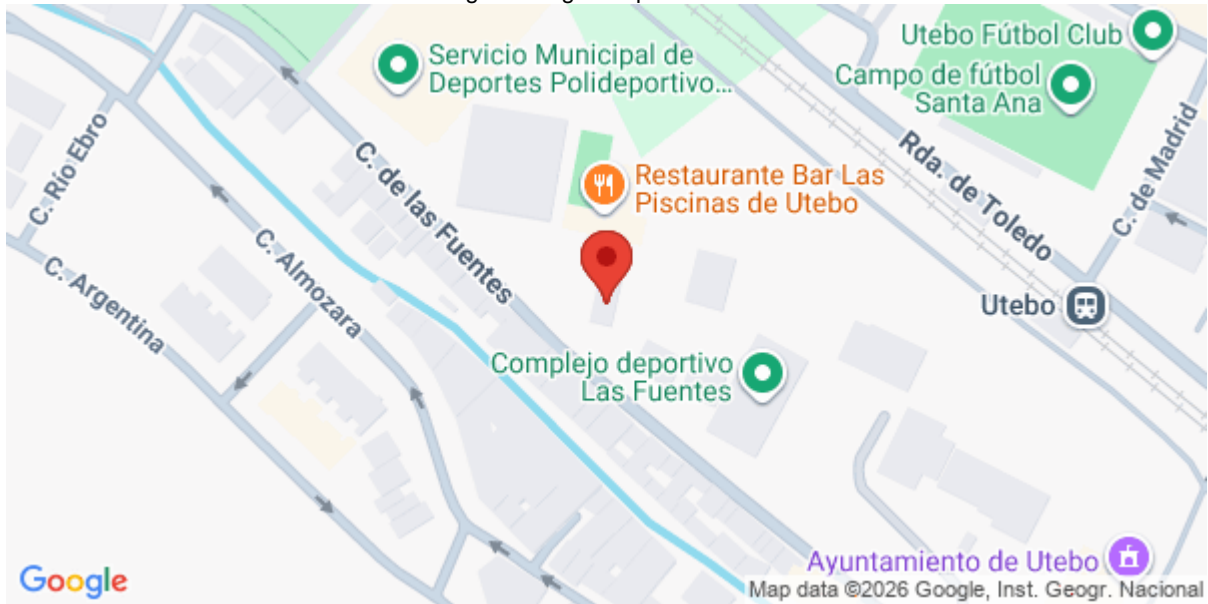 Utebo Fútbol Club
Servicio Municipal de
Deportes Polideportivo...
Campo de fútbol
Santa Ana
C. Río Ebro
C. de las Fuentes
Restaurante Bar Las
Piscinas de Utebo
Rda. de Toledo
C. de Madrid
C. Argentina
C. Almozara
Utebo
Complejo deportivo
Las Fuentes
Ayuntamiento de Utebo
Google
Map data ©2026 Google, Inst. Geogr. Nacional